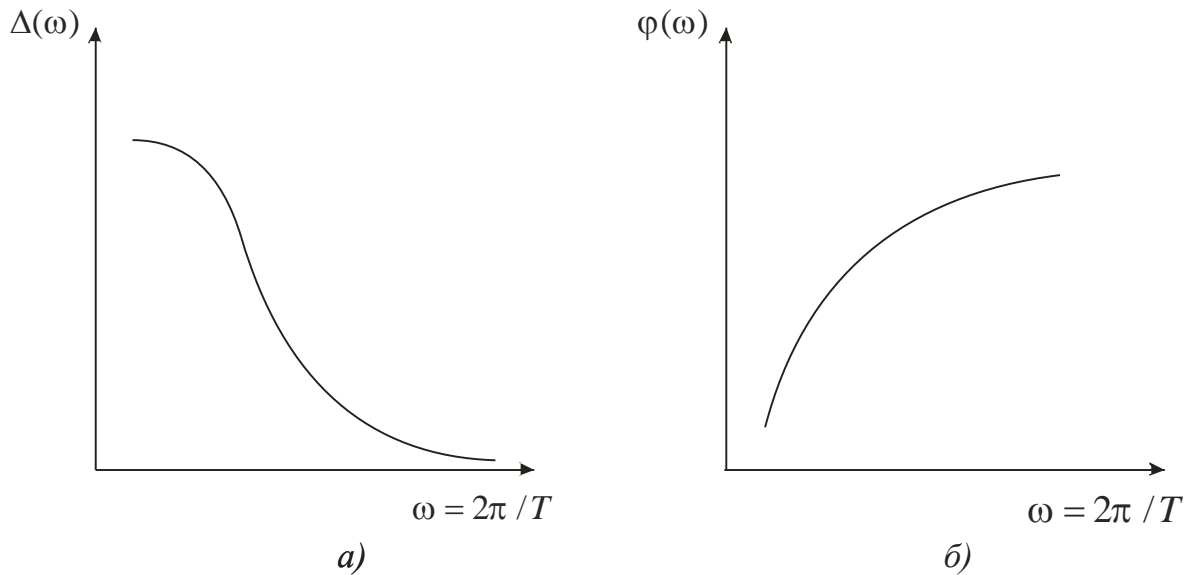 Δ(ω)
φ(ω)
ω = 2π / T
ω = 2π / T
а)
б)